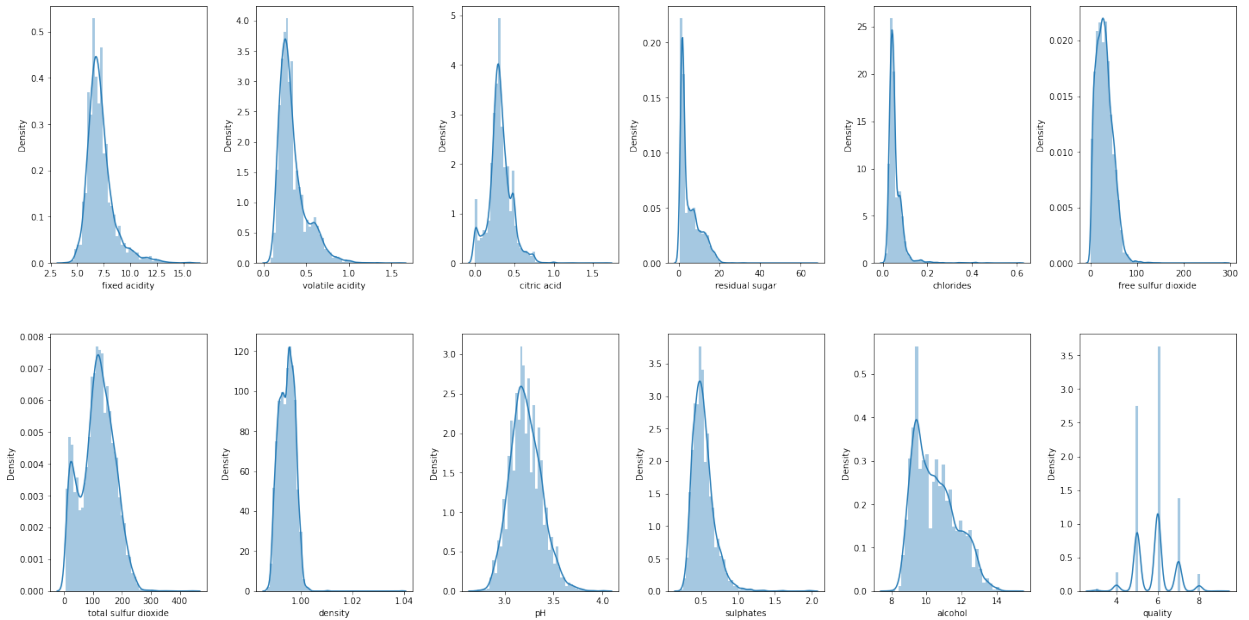 0.5
0.4
0.3
0.2
0.1
0.0
Density
2.5 5.0 7.5 10.0 12.5 15.0
fixed acidity
4.0
3.5
3.0
2.5
2.0
1.5
1.0
0.5
0.0
Density
0.0 0.5 1.0 1.5
volatile acidity
5
4
3
2
1
0
Density
0.0 0.5 1.0 1.5
citric acid
0.20
0.15
0.10
0.05
0.00
Density
0 20 40 60
residual sugar
25
20
15
10
5
0
Density
0.0 0.2 0.4 0.6
chlorides
0.020
0.015
0.010
0.005
0.000
Density
0 100 200 300
free sulfur dioxide
0.008
0.007
0.006
0.005
0.004
0.003
0.002
0.001
0.000
Density
0 100 200 300 400
total sulfur dioxide
120
100
80
60
40
20
0
Density
1.00 1.02 1.04
density
3.0
2.5
2.0
1.5
1.0
0.5
0.0
Density
3.0 3.5 4.0
pH
3.5
3.0
2.5
2.0
1.5
1.0
0.5
0.0
Density
0.5 1.0 1.5 2.0
sulphates
0.5
0.4
0.3
0.2
0.1
0.0
Density
8 10 12 14
alcohol
3.5
3.0
2.5
2.0
1.5
1.0
0.5
0.0
Density
4 6 8
quality